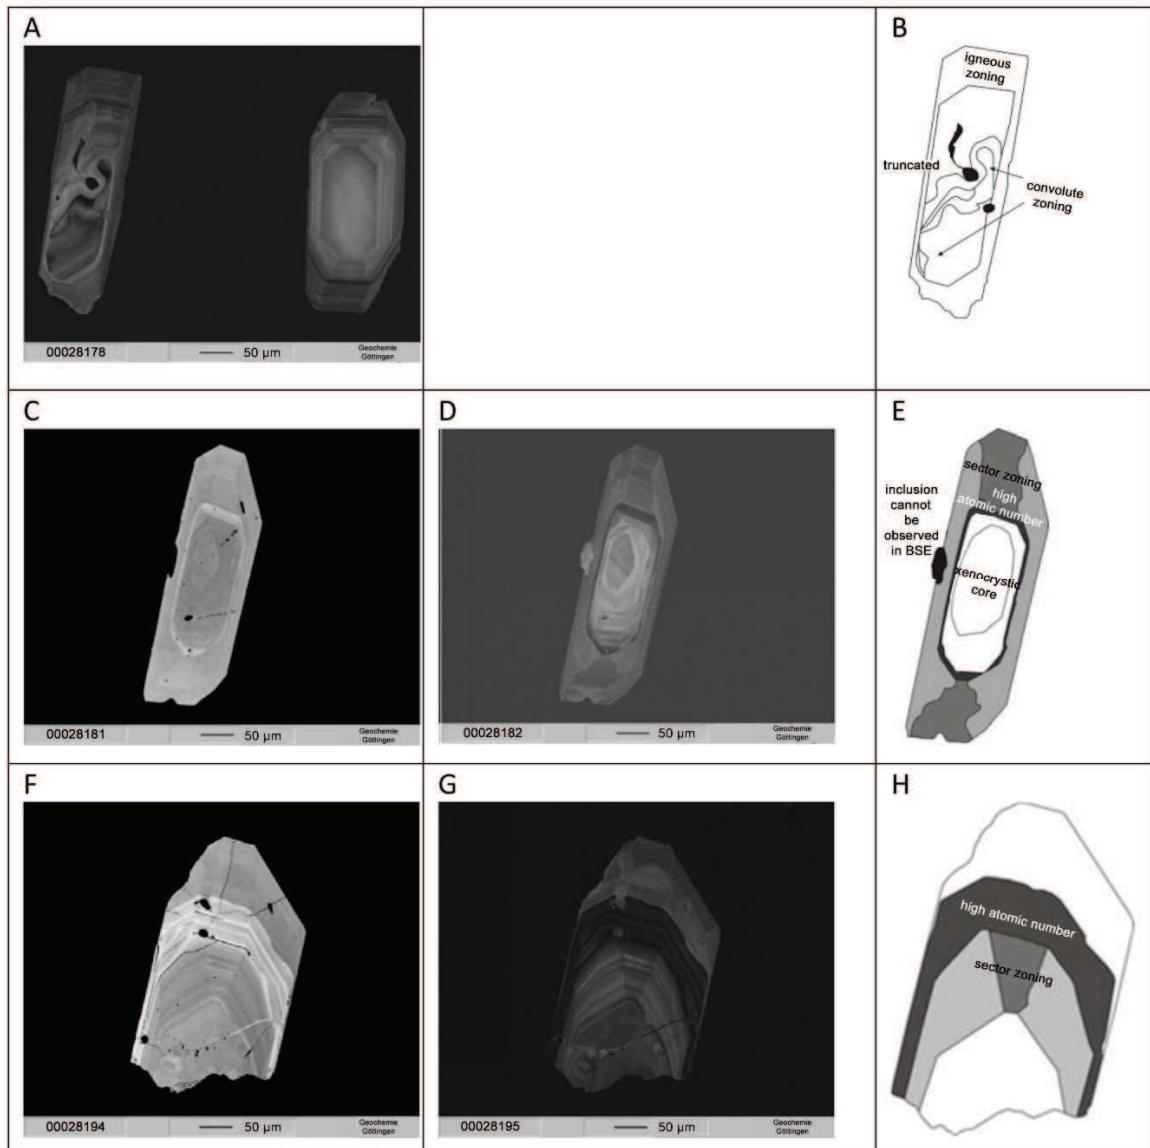 A
B
igneous
zoning
truncated
convolute
zoning
00028178
50 µm
Geochemie
Göttingen
C
D
E
sector zoning
high
atomic number
inclusion
cannot
be
observed
in BSE
xenocrystic
core
00028181
50 µm
Geochemie
Göttingen
00028182
50 µm
Geochemie
Göttingen
F
G
H
high atomic number
sector zoning
00028194
50 µm
Geochemie
Göttingen
00028195
50 µm
Geochemie
Göttingen